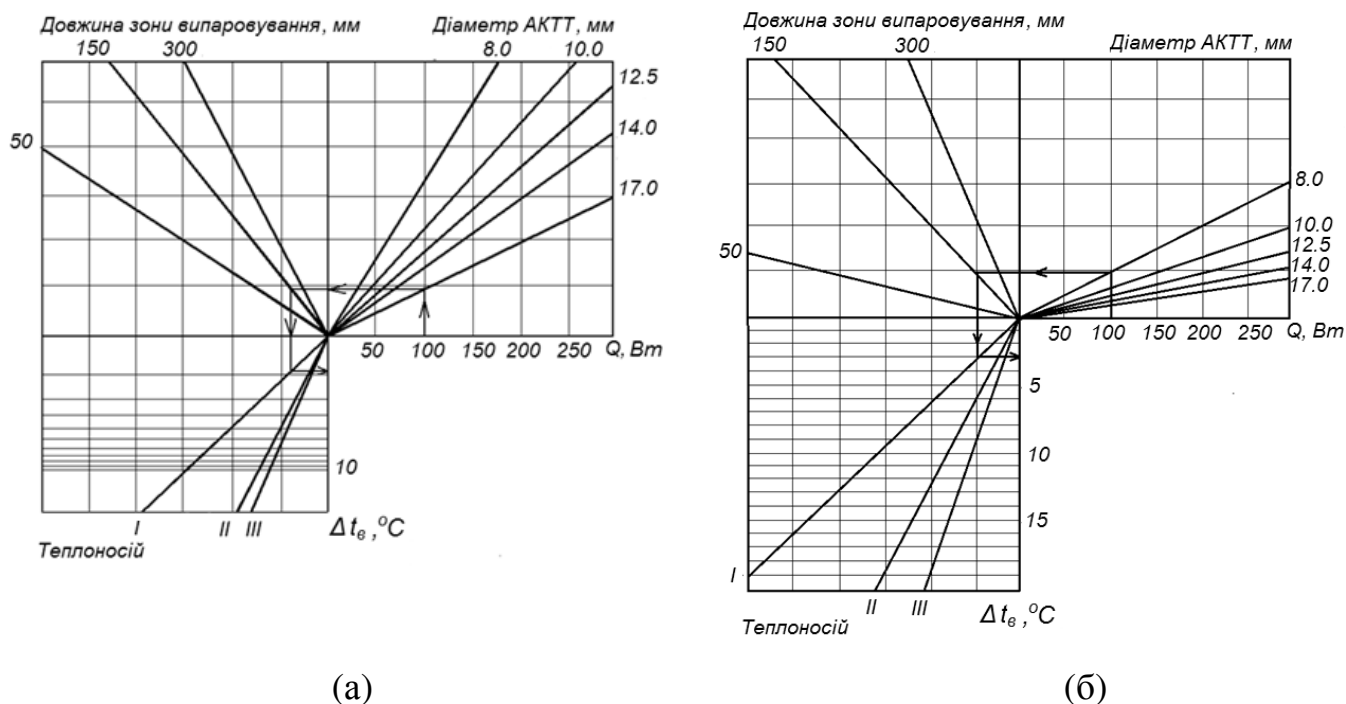 Довжина зони випаровування, мм
Діаметр АКТТ, мм
150 300 8.0 10.0
12.5
14.0
50
17.0
50 100 150 200 250 Q, Вт
10
I II III Δtв, °C
Теплоносій
(а)
Довжина зони випаровування, мм
150 300 Діаметр АКТТ, мм
8.0
10.0
50
12.5
14.0
17.0
50 100 150 200 250 Q, Вт
5
10
15
I
II III Δtв, °C
Теплоносій
(б)